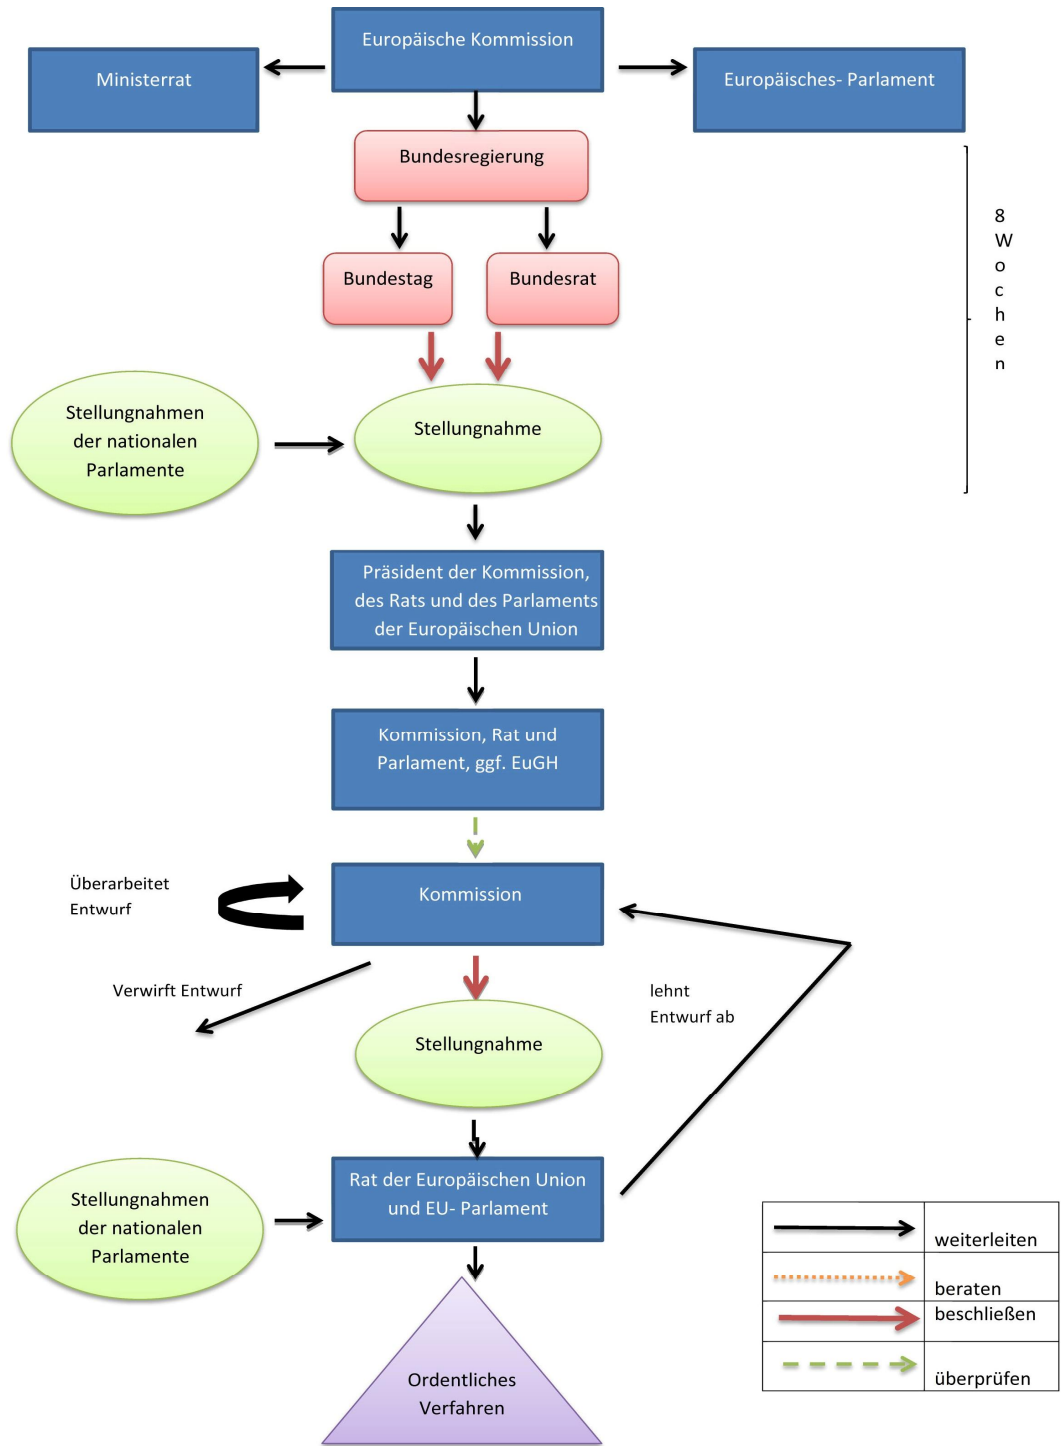 Europäische Kommission
Ministerrat
Europäisches- Parlament
Bundesregierung
8
W
o
c
h
e
n
Bundestag
Bundesrat
Stellungnahmen
der nationalen
Parlamente
Stellungnahme
Präsident der Kommission,
des Rats und des Parlaments
der Europäischen Union
Kommission, Rat und
Parlament, ggf. EuGH
Überarbeitet
Entwurf
Kommission
Verwirft Entwurf
lehnt
Entwurf ab
Stellungnahme
Rat der Europäischen Union
und EU- Parlament
Stellungnahmen
der nationalen
Parlamente
Ordentliches
Verfahren
weiterleiten
beraten
beschließen
überprüfen